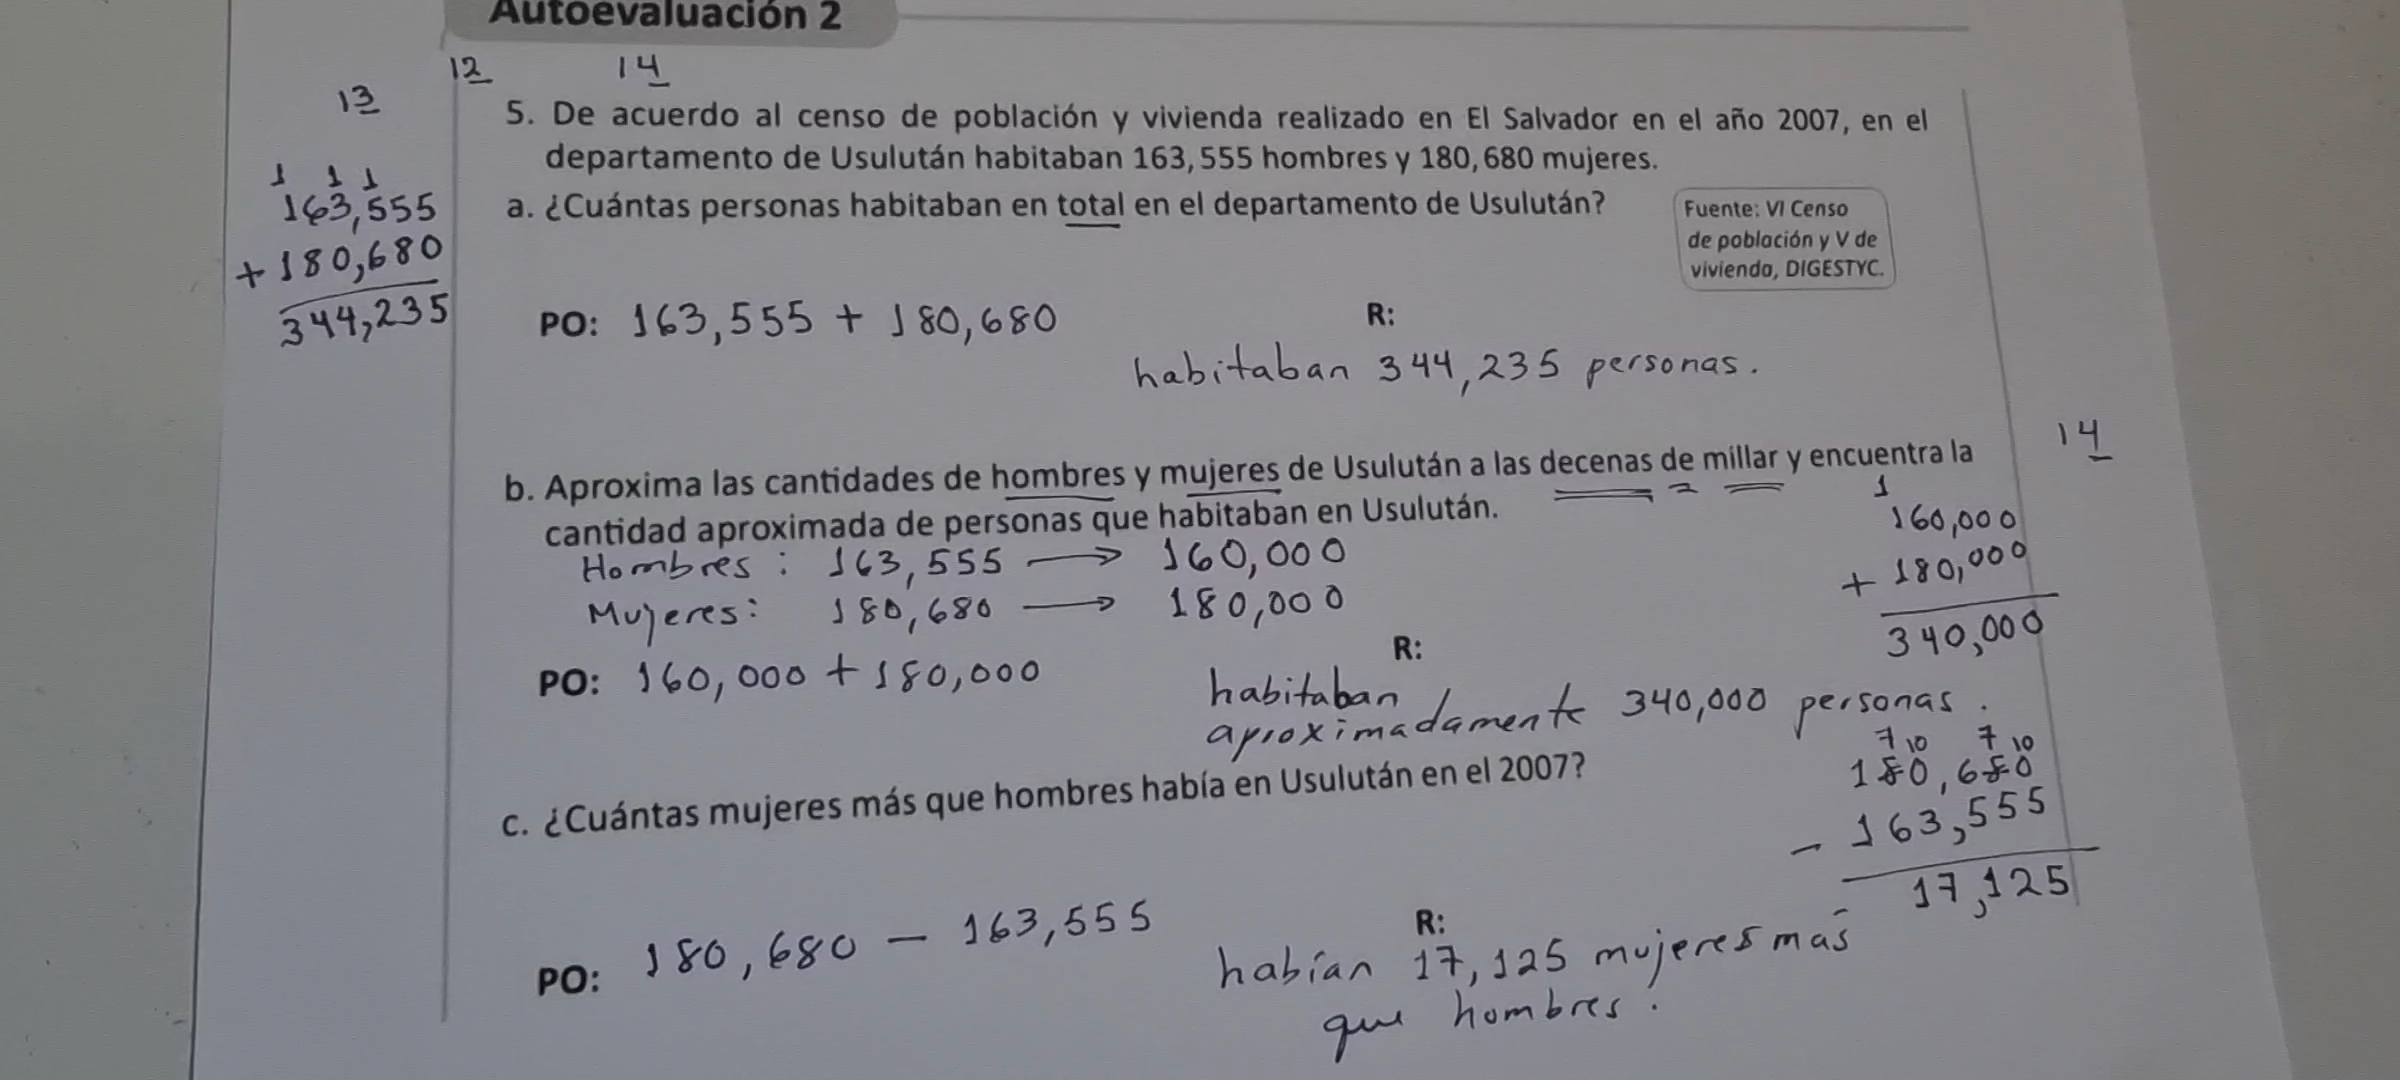 Autoevaluación 2
12
14
13
5. De acuerdo al censo de población y vivienda realizado en El Salvador en el año 2007, en el
departamento de Usulután habitaban 163,555 hombres y 180,680 mujeres.
1 1 1
163,555
+ 180,680
344,235
a. ¿Cuántas personas habitaban en total en el departamento de Usulután?
Fuente: VI Censo
de población y V de
vivienda, DIGESTYC.
PO: 163,555 + 180,680
R:
habitaban 344,235 personas.
b. Aproxima las cantidades de hombres y mujeres de Usulután a las decenas de millar y encuentra la
cantidad aproximada de personas que habitaban en Usulután.
14
1
160,000
+ 180,000
340,000
Hombres: 163,555 → 160,000
Mujeres: 180,680 → 180,000
PO: 160,000 + 180,000
R:
habitaban
aproximadamente 340,000 personas.
c. ¿Cuántas mujeres más que hombres había en Usulután en el 2007?
7 10 7 10
180,680
- 163,555
17,125
PO: 180,680 - 163,555
R:
habían 17,125 mujeres más
que hombres.